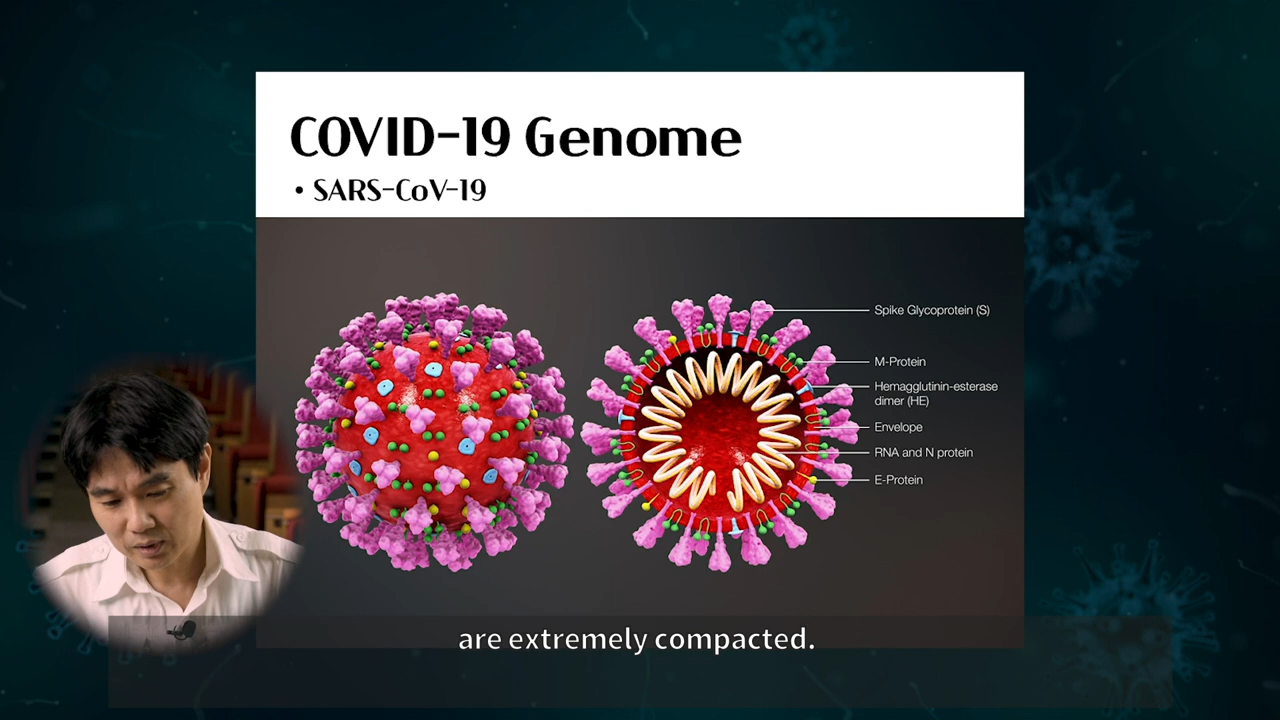 COVID-19 Genome
• SARS-CoV-19
Spike Glycoprotein (S)
M-Protein
Hemagglutinin-esterase
dimer (HE)
Envelope
RNA and N protein
E-Protein
are extremely compacted.